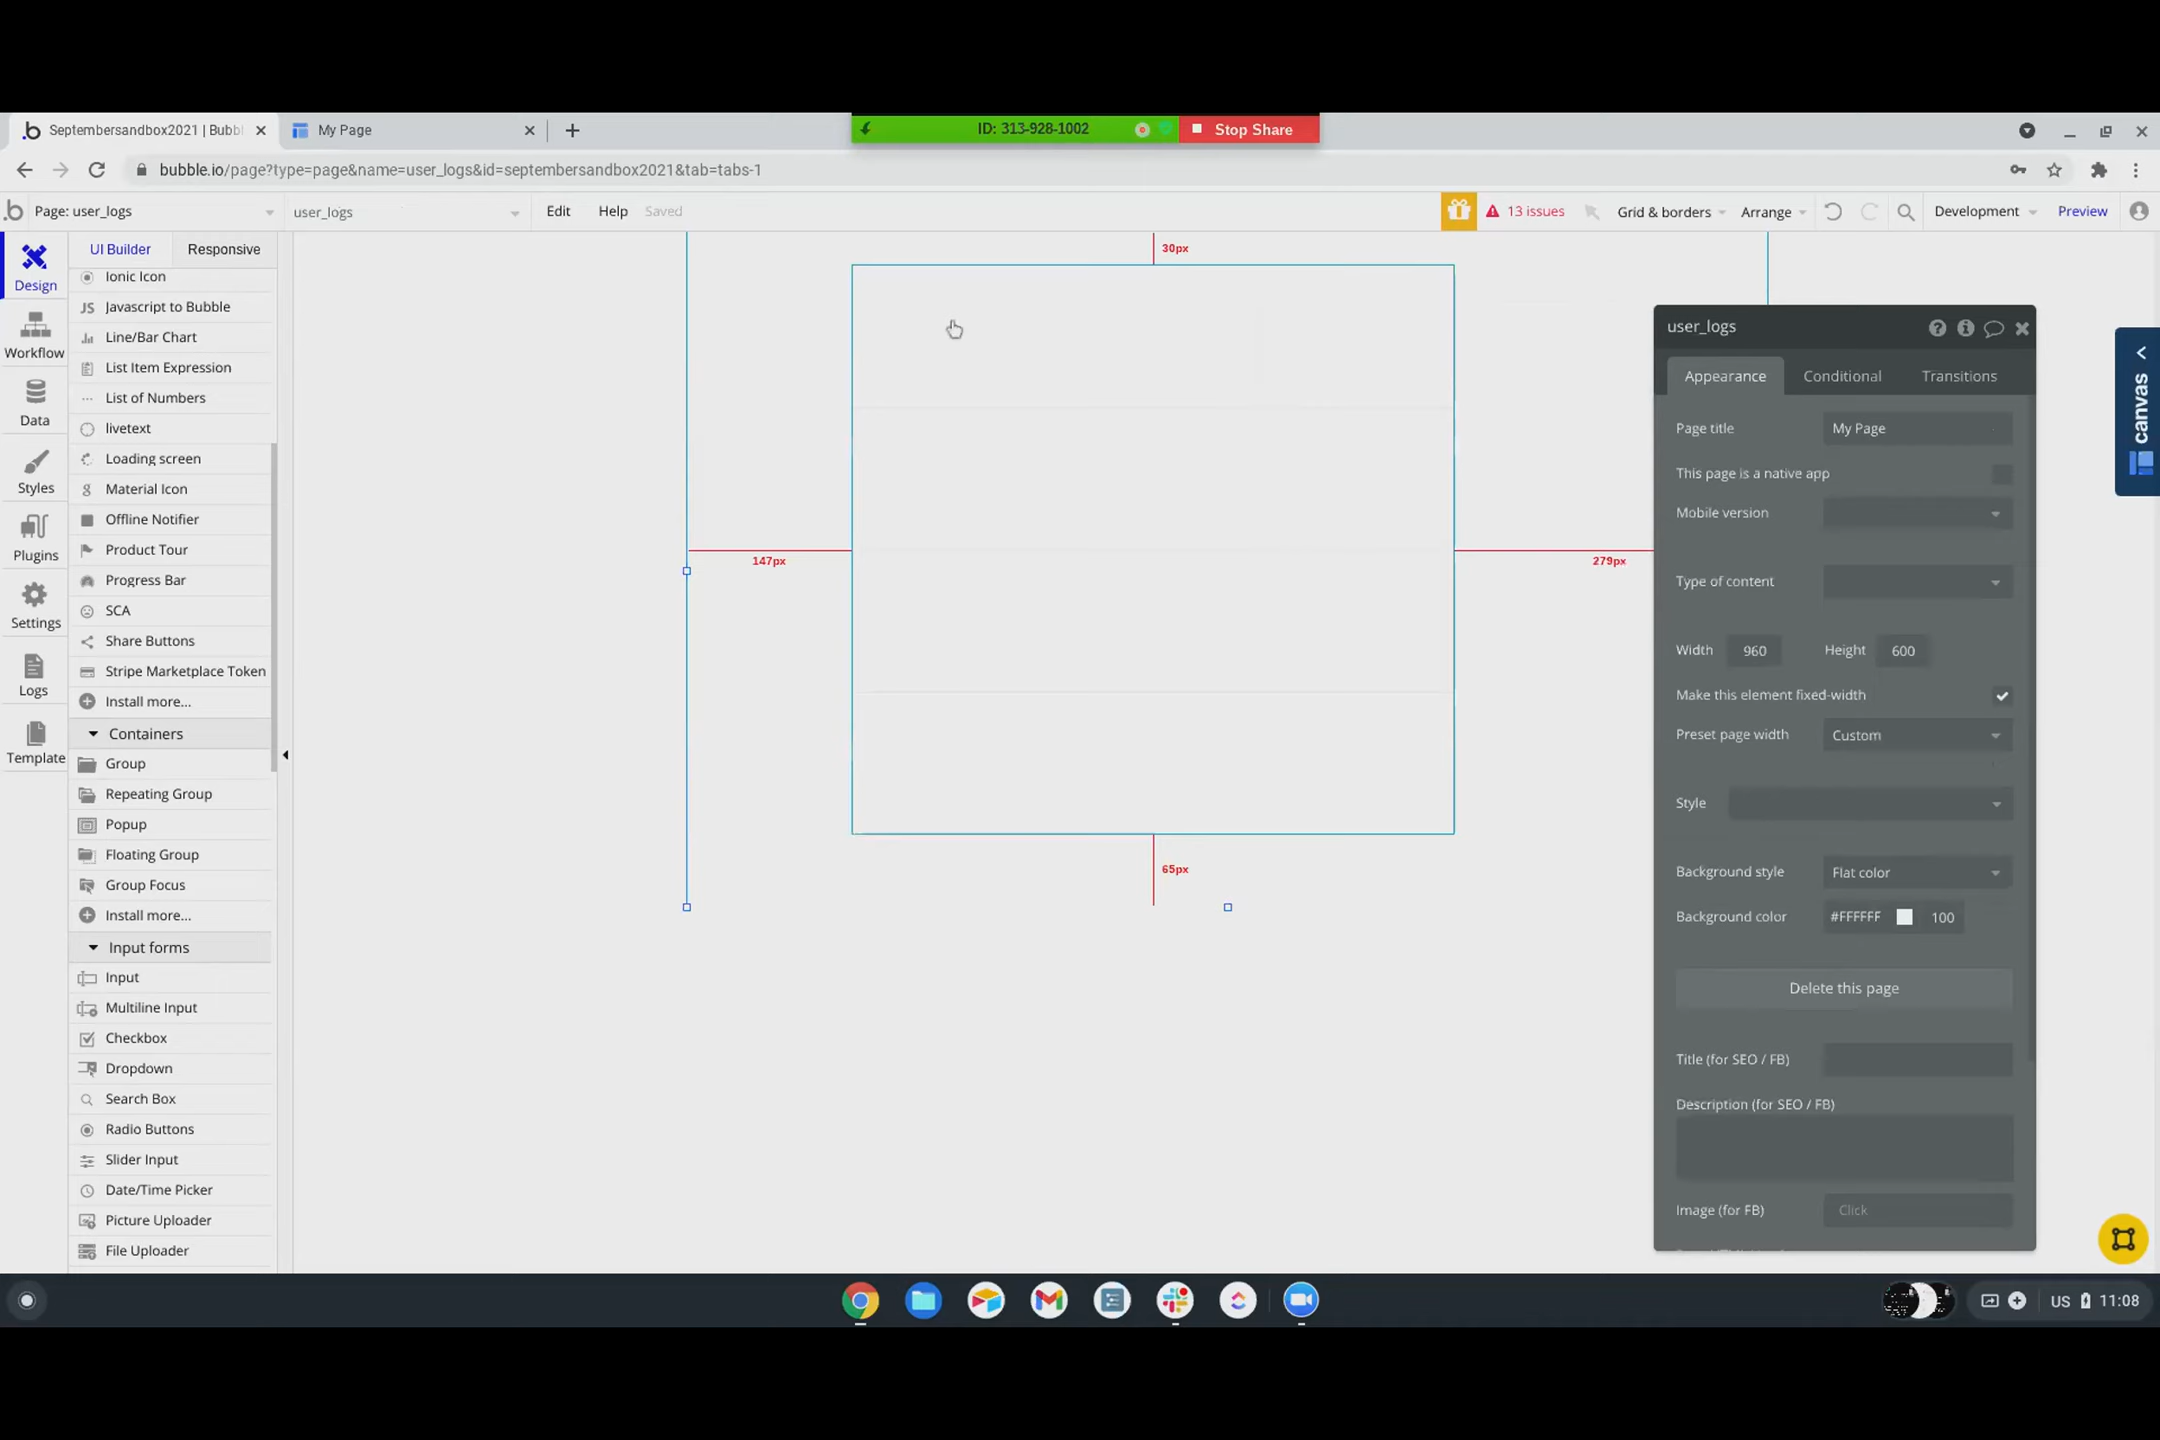 Septembersandbox2021 | Bubbl
My Page
ID: 313-928-1002
Stop Share
bubble.io/page?type=page&name=user_logs&id=septembersandbox2021&tab=tabs-1
Page: user_logs
user_logs
Edit
Help
Saved
13 issues
Grid & borders
Arrange
Development
Preview
UI Builder
Responsive
Design
Workflow
Data
Styles
Plugins
Settings
Logs
Template
Ionic Icon
JS Javascript to Bubble
Line/Bar Chart
List Item Expression
List of Numbers
livetext
Loading screen
g Material Icon
Offline Notifier
Product Tour
Progress Bar
SCA
Share Buttons
Stripe Marketplace Token
Install more...
Containers
Group
Repeating Group
Popup
Floating Group
Group Focus
Install more...
Input forms
Input
Multiline Input
Checkbox
Dropdown
Search Box
Radio Buttons
Slider Input
Date/Time Picker
Picture Uploader
File Uploader
30px
147px
279px
65px
user_logs
Appearance
Conditional
Transitions
Page title
My Page
This page is a native app
Mobile version
Type of content
Width 960
Height 600
Make this element fixed-width
Preset page width
Custom
Style
Background style
Flat color
Background color
#FFFFFF
100
Delete this page
Title (for SEO / FB)
Description (for SEO / FB)
Image (for FB)
Click
canvas
US
11:08